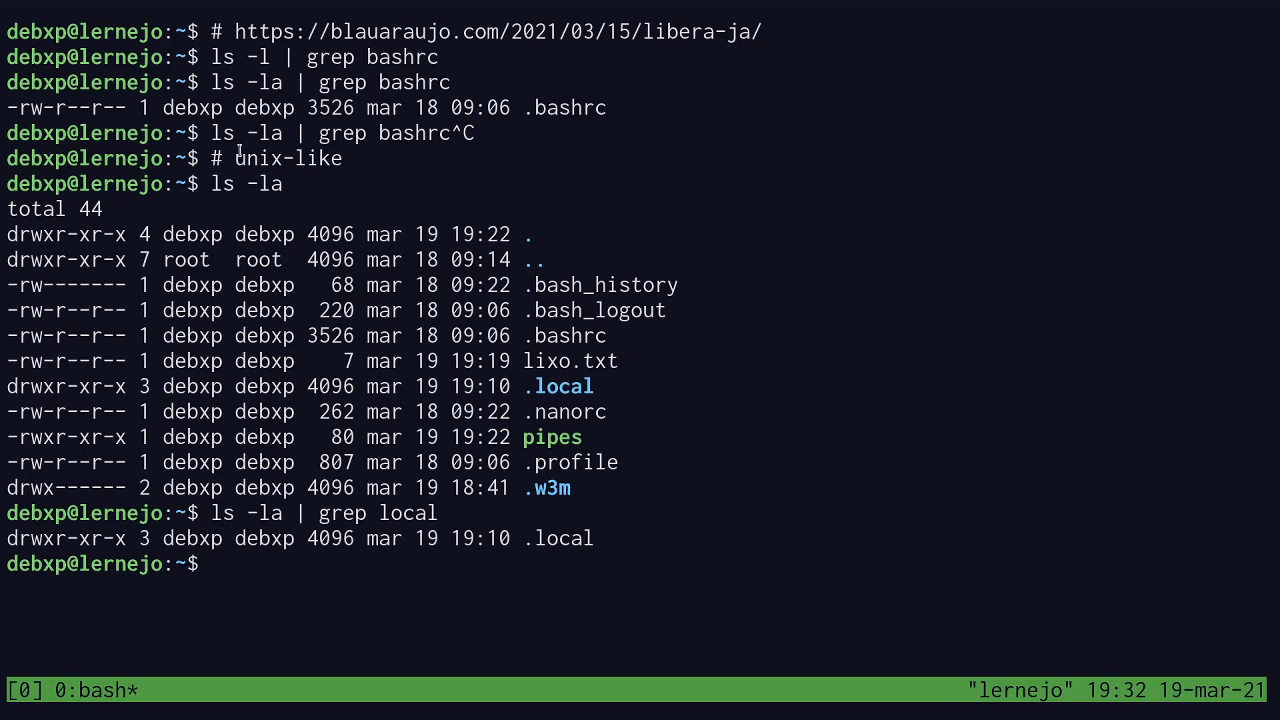 debxp@lernejo:~$ # https://blauaraujo.com/2021/03/15/libera-ja/
debxp@lernejo:~$ ls -l | grep bashrc
debxp@lernejo:~$ ls -la | grep bashrc
-rw-r--r-- 1 debxp debxp 3526 mar 18 09:06 .bashrc
debxp@lernejo:~$ ls -la | grep bashrc^C
debxp@lernejo:~$ # unix-like
debxp@lernejo:~$ ls -la
total 44
drwxr-xr-x 4 debxp debxp 4096 mar 19 19:22 .
drwxr-xr-x 7 root  root  4096 mar 18 09:14 ..
-rw------- 1 debxp debxp   68 mar 18 09:22 .bash_history
-rw-r--r-- 1 debxp debxp  220 mar 18 09:06 .bash_logout
-rw-r--r-- 1 debxp debxp 3526 mar 18 09:06 .bashrc
-rw-r--r-- 1 debxp debxp    7 mar 19 19:19 lixo.txt
drwxr-xr-x 3 debxp debxp 4096 mar 19 19:10 .local
-rw-r--r-- 1 debxp debxp  262 mar 18 09:22 .nanorc
-rwxr-xr-x 1 debxp debxp   80 mar 19 19:22 pipes
-rw-r--r-- 1 debxp debxp  807 mar 18 09:06 .profile
drwx------ 2 debxp debxp 4096 mar 19 18:41 .w3m
debxp@lernejo:~$ ls -la | grep local
drwxr-xr-x 3 debxp debxp 4096 mar 19 19:10 .local
debxp@lernejo:~$
[0] 0:bash* "lernejo" 19:32 19-mar-21